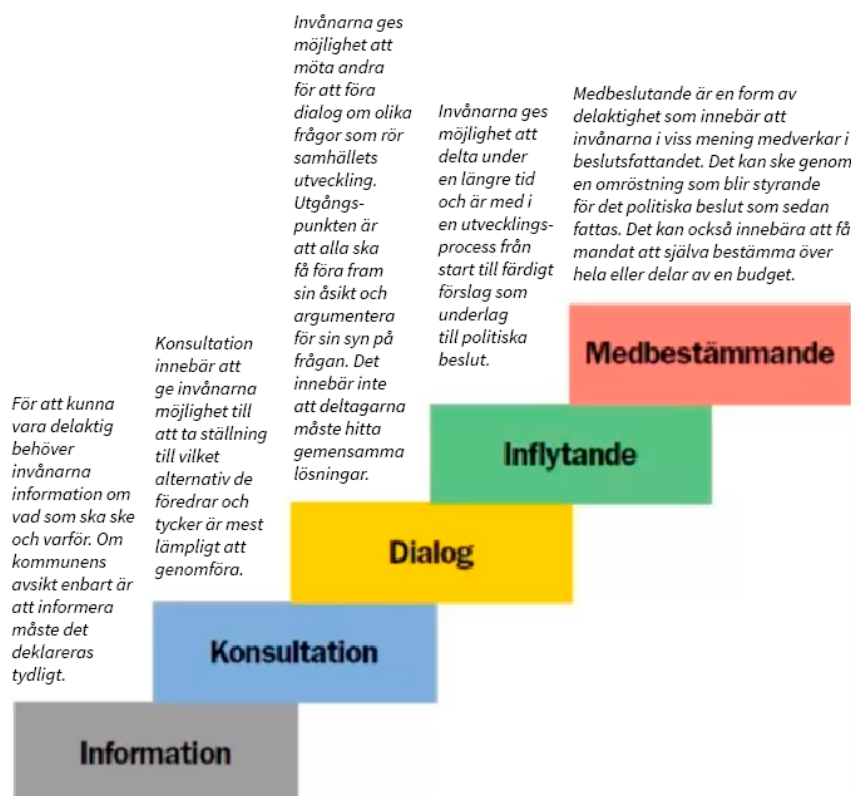 Invånarna ges
möjlighet att
möta andra
för att föra
dialog om olika
frågor som rör
samhällets
utveckling.
Utgångs-
punkten är
att alla ska
få föra fram
sin åsikt och
argumentera
för sin syn på
frågan. Det
innebär inte
att deltagarna
måste hitta
gemensamma
lösningar.
Invånarna ges
möjlighet att
delta under
en längre tid
och är med i
en utvecklings-
process från
start till färdigt
förslag som
underlag
till politiska
beslut.
Medbeslutande är en form av
delaktighet som innebär att
invånarna i viss mening medverkar i
beslutsfattandet. Det kan ske genom
en omröstning som blir styrande
för det politiska beslut som sedan
fattas. Det kan också innebära att få
mandat att själva bestämma över
hela eller delar av en budget.
Medbestämmande
Konsultation
innebär att
ge invånarna
möjlighet till
att ta ställning
till vilket
alternativ de
föredrar och
tycker är mest
lämpligt att
genomföra.
För att kunna
vara delaktig
behöver
invånarna
information om
vad som ska ske
och varför. Om
kommunens
avsikt enbart är
att informera
måste det
deklareras
tydligt.
Inflytande
Dialog
Konsultation
Information